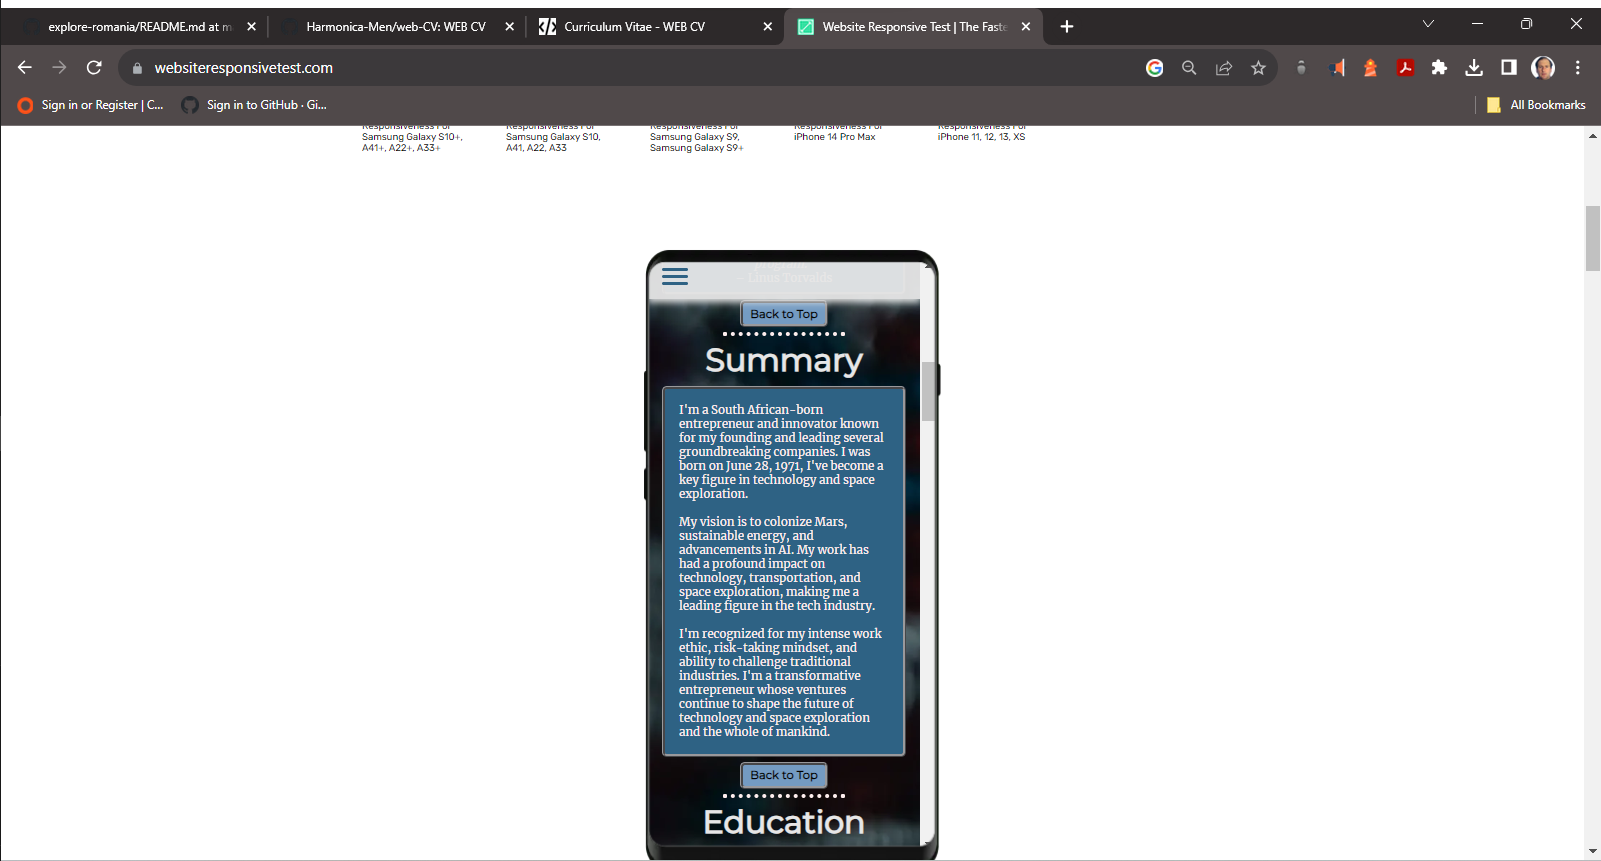 explore-romania/README.md at m
Harmonica-Men/web-CV: WEB CV
Curriculum Vitae - WEB CV
Website Responsive Test | The Faste
websiteresponsivetest.com
Sign in or Register | C...
Sign in to GitHub · Gi...
All Bookmarks
Responsiveness For
Samsung Galaxy S10+,
A41+, A22+, A33+
Responsiveness For
Samsung Galaxy S10,
A41, A22, A33
Responsiveness For
Samsung Galaxy S9,
Samsung Galaxy S9+
Responsiveness For
iPhone 14 Pro Max
Responsiveness For
iPhone 11, 12, 13, XS
program.
– Linus Torvalds
Back to Top
Summary
I'm a South African-born
entrepreneur and innovator known
for my founding and leading several
groundbreaking companies. I was
born on June 28, 1971, I've become a
key figure in technology and space
exploration.
My vision is to colonize Mars,
sustainable energy, and
advancements in AI. My work has
had a profound impact on
technology, transportation, and
space exploration, making me a
leading figure in the tech industry.
I'm recognized for my intense work
ethic, risk-taking mindset, and
ability to challenge traditional
industries. I'm a transformative
entrepreneur whose ventures
continue to shape the future of
technology and space exploration
and the whole of mankind.
Back to Top
Education